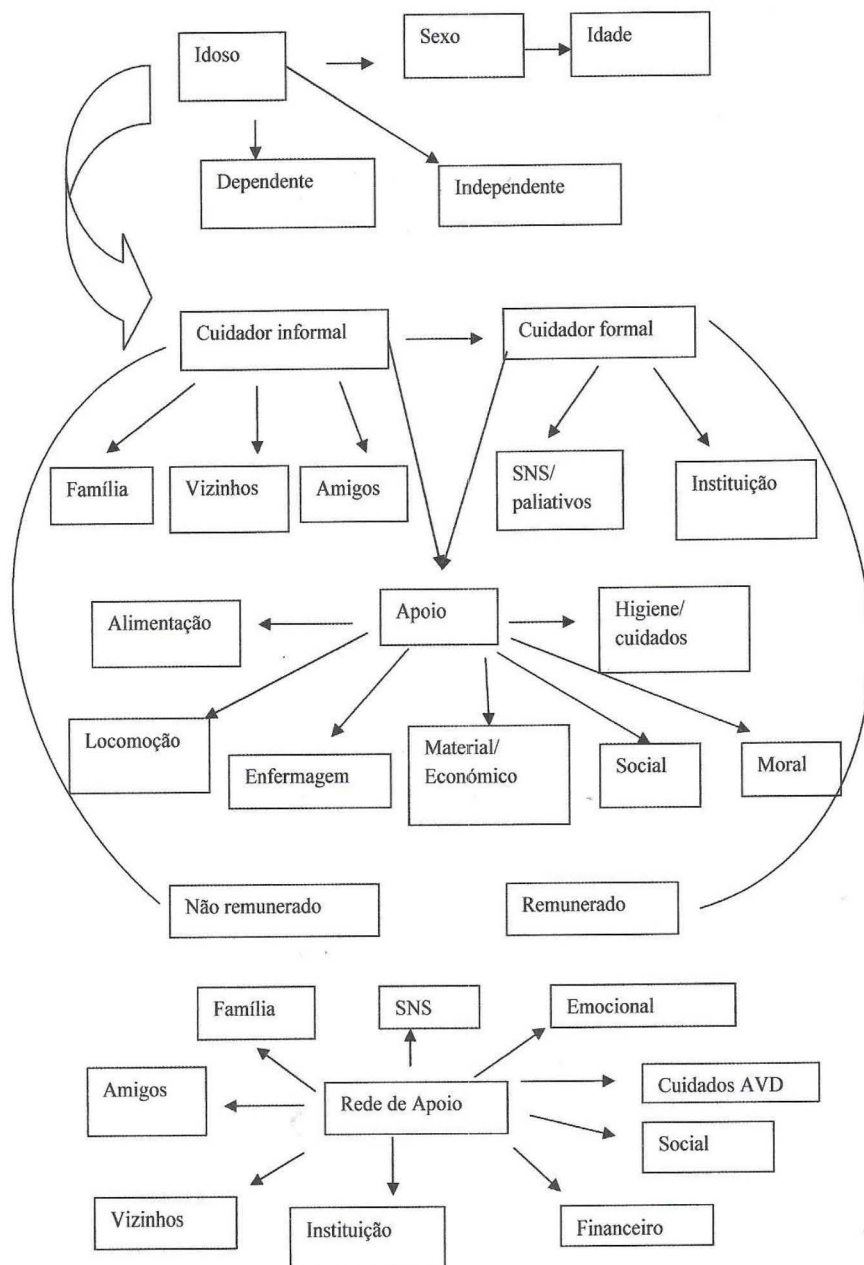 Idoso
Sexo
Idade
Dependente
Independente
Cuidador informal
Cuidador formal
Família
Vizinhos
Amigos
SNS/
paliativos
Instituição
Alimentação
Apoio
Higiene/
cuidados
Locomoção
Enfermagem
Material/
Económico
Social
Moral
Não remunerado
Remunerado
Família
SNS
Emocional
Amigos
Rede de Apoio
Cuidados AVD
Social
Vizinhos
Instituição
Financeiro